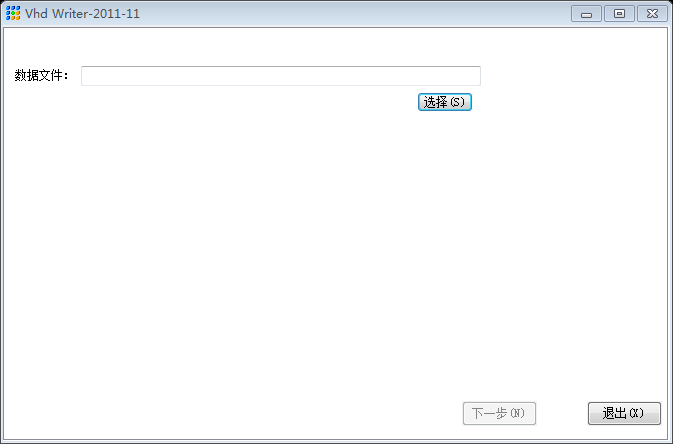 Vhd Writer-2011-11
数据文件：
选择(S)
下一步(N) 退出(X)